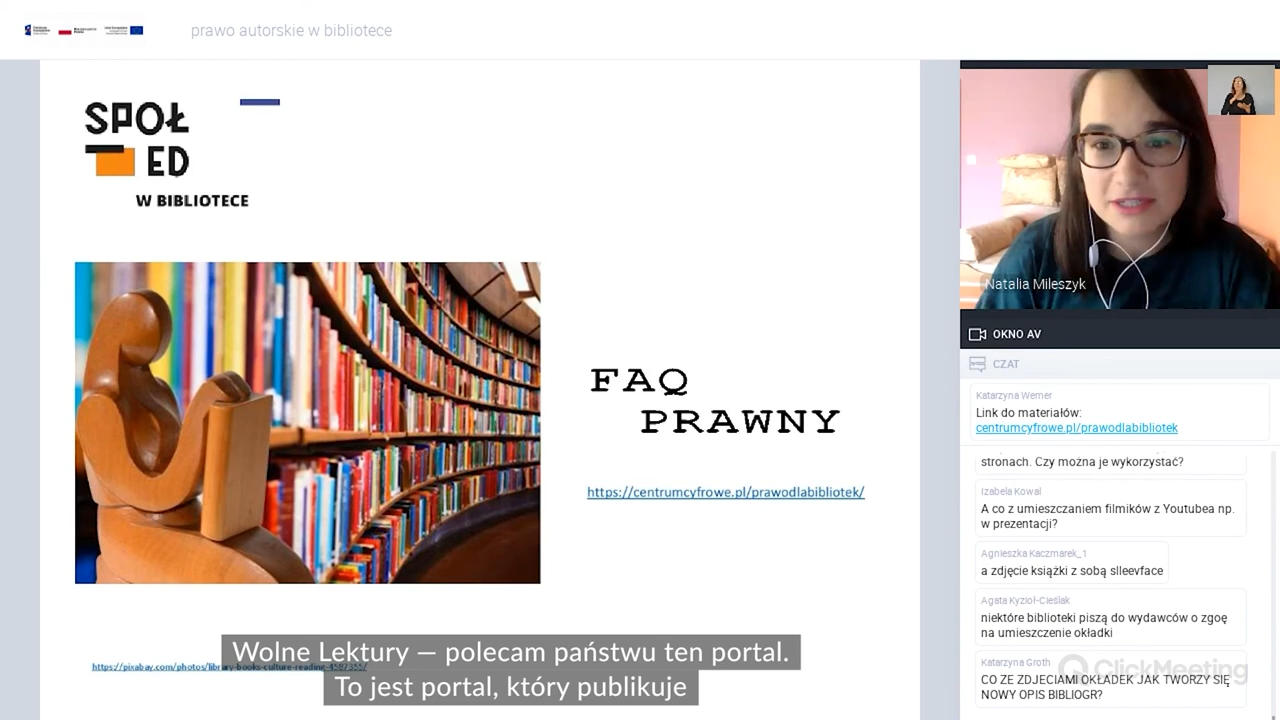 prawo autorskie w bibliotece
SPOŁ
ED
W BIBLIOTECE
FAQ
PRAWNY
https://centrumcyfrowe.pl/prawodlabibliotek/
Wolne Lektury — polecam państwu ten portal.
To jest portal, który publikuje
Natalia Mileszyk
OKNO AV
CZAT
Katarzyna Werner
Link do materiałów:
centrumcyfrowe.pl/prawodlabibliotek
stronach. Czy można je wykorzystać?
Izabela Kowal
A co z umieszczaniem filmików z Youtubea np.
w prezentacji?
Agnieszka Kaczmarek_1
a zdjęcie książki z sobą slleevface
Agata Kyzioł-Cieślak
niektóre biblioteki piszą do wydawców o zgoę
na umieszczenie okładki
Katarzyna Groth
CO ZE ZDJECIAMI OKŁADEK JAK TWORZY SIĘ
NOWY OPIS BIBLIOGR?
ClickMeeting